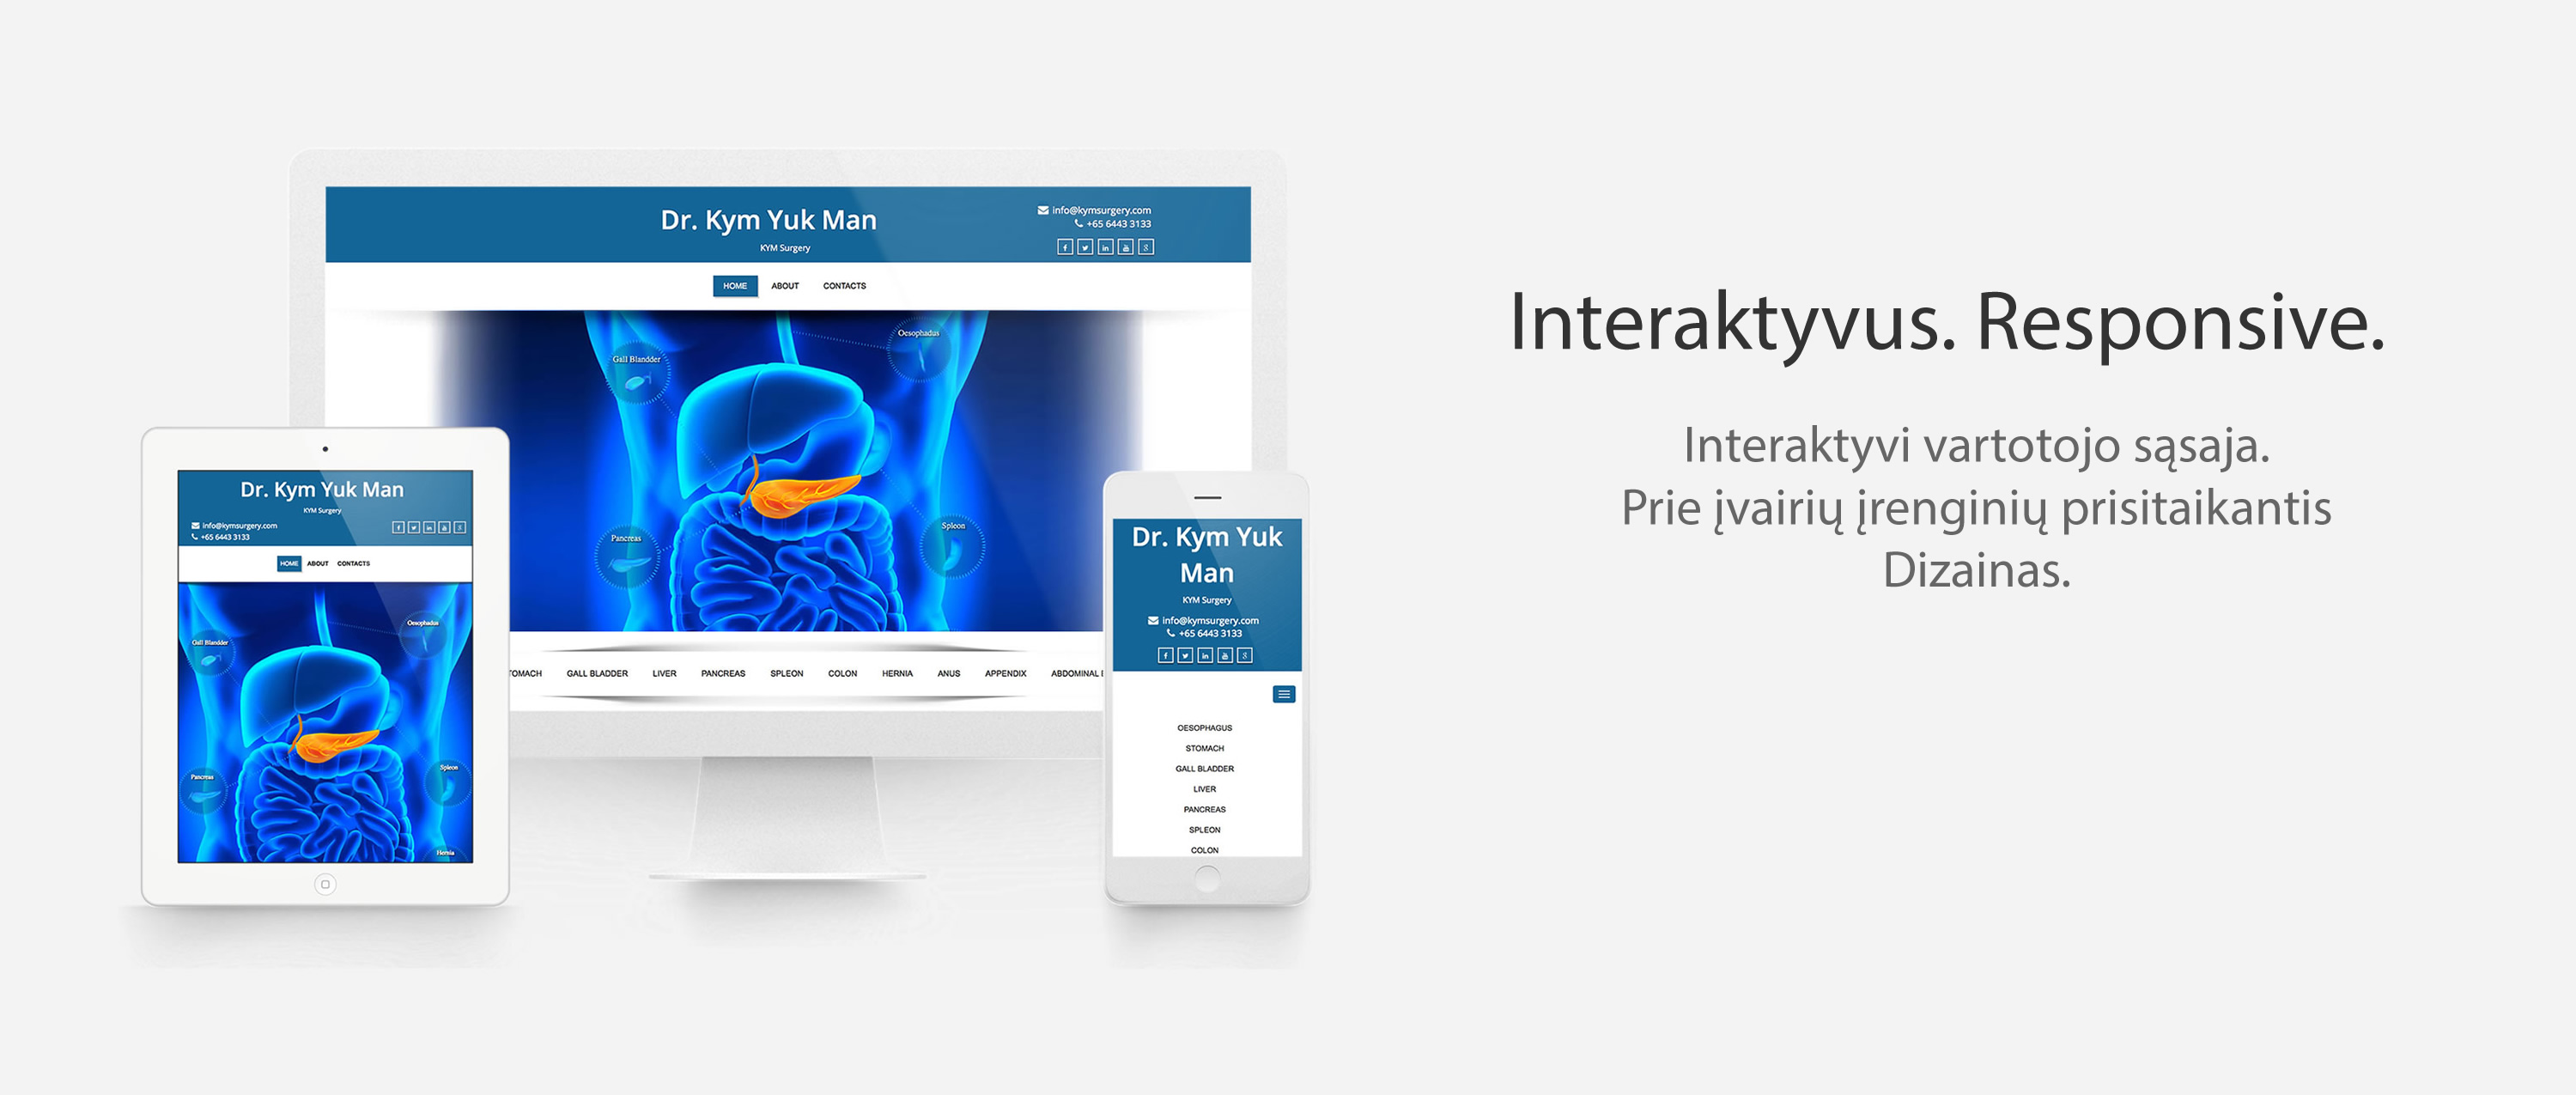 Dr. Kym Yuk Man
KYM Surgery
info@kymsurgery.com
+65 6443 3133
HOME ABOUT CONTACTS
Oesophadus
Gall Blandder
Spleon
Pancreas
TOMACH GALL BLADDER LIVER PANCREAS SPLEON COLON HERNIA ANUS APPENDIX ABDOMINAL
Dr. Kym Yuk Man
KYM Surgery
info@kymsurgery.com
+65 6443 3133
HOME ABOUT CONTACTS
Oesophadus
Gall Blandder
Spleon
Pancreas
Hernia
Dr. Kym Yuk
Man
KYM Surgery
info@kymsurgery.com
+65 6443 3133
OESOPHAGUS
STOMACH
GALL BLADDER
LIVER
PANCREAS
SPLEON
COLON
Interaktyvus. Responsive.
Interaktyvi vartotojo sąsaja.
Prie įvairių įrenginių prisitaikantis
Dizainas.